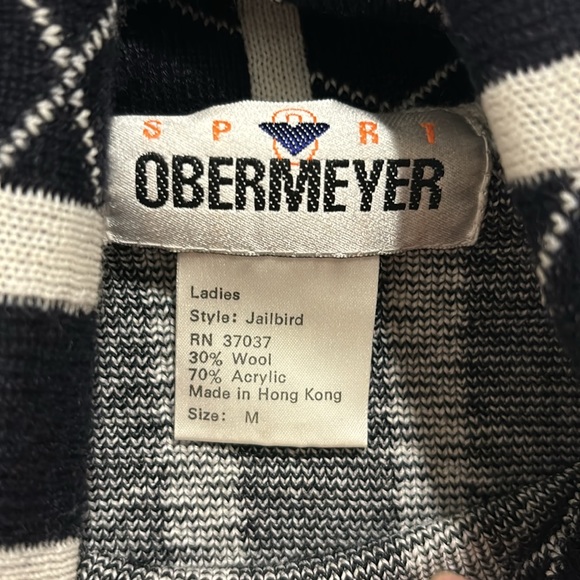 SPORT
OBERMEYER
Ladies
Style: Jailbird
RN 37037
30% Wool
70% Acrylic
Made in Hong Kong
Size: M